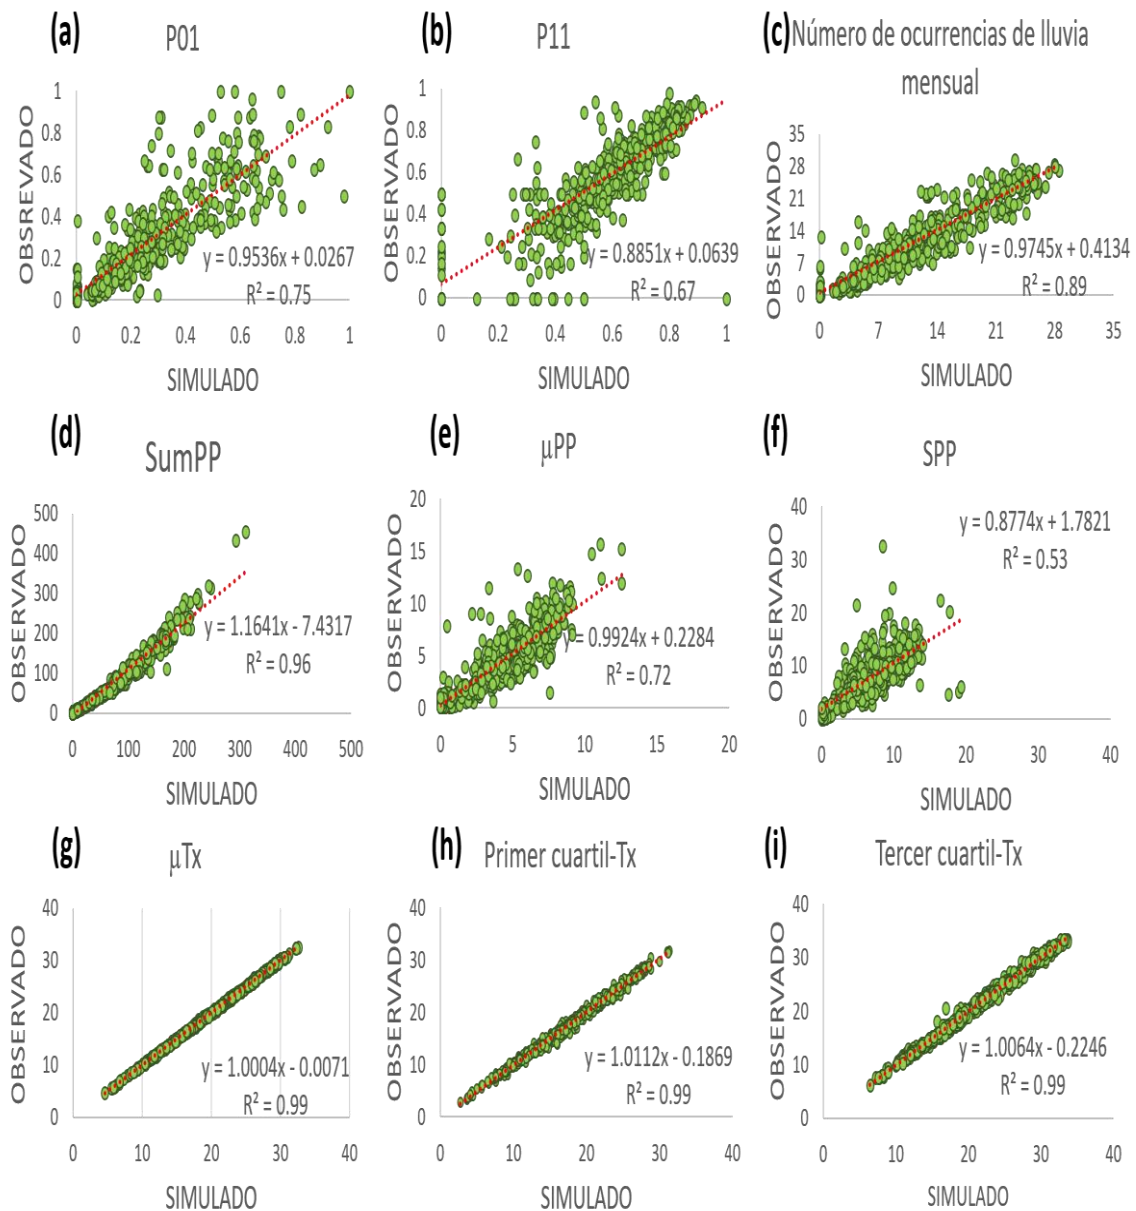 (a) P01
OBSREVADO
1
0.8
0.6
0.4
0.2
0
y = 0.9536x + 0.0267
R² = 0.75
0 0.2 0.4 0.6 0.8 1
SIMULADO
(b) P11
OBSERVADO
1
0.8
0.6
0.4
0.2
0
y = 0.8851x + 0.0639
R² = 0.67
0 0.2 0.4 0.6 0.8 1
SIMULADO
(c) Número de ocurrencias de lluvia
mensual
OBSERVADO
35
28
21
14
7
0
y = 0.9745x + 0.4134
R² = 0.89
0 7 14 21 28 35
SIMULADO
(d) SumPP
OBSERVADO
500
400
300
200
100
0
y = 1.1641x - 7.4317
R² = 0.96
0 100 200 300 400 500
SIMULADO
(e) µPP
OBSERVADO
20
15
10
5
0
y = 0.9924x + 0.2284
R² = 0.72
0 5 10 15 20
SIMULADO
(f) SPP
OBSERVADO
40
30
20
10
0
y = 0.8774x + 1.7821
R² = 0.53
0 10 20 30 40
SIMULADO
(g) µTx
OBSERVADO
40
30
20
10
0
y = 1.0004x - 0.0071
R² = 0.99
0 10 20 30 40
SIMULADO
(h) Primer cuartil-Tx
OBSERVADO
40
30
20
10
0
y = 1.0112x - 0.1869
R² = 0.99
0 10 20 30 40
SIMULADO
(i) Tercer cuartil-Tx
OBSERVADO
40
30
20
10
0
y = 1.0064x - 0.2246
R² = 0.99
0 10 20 30 40
SIMULADO